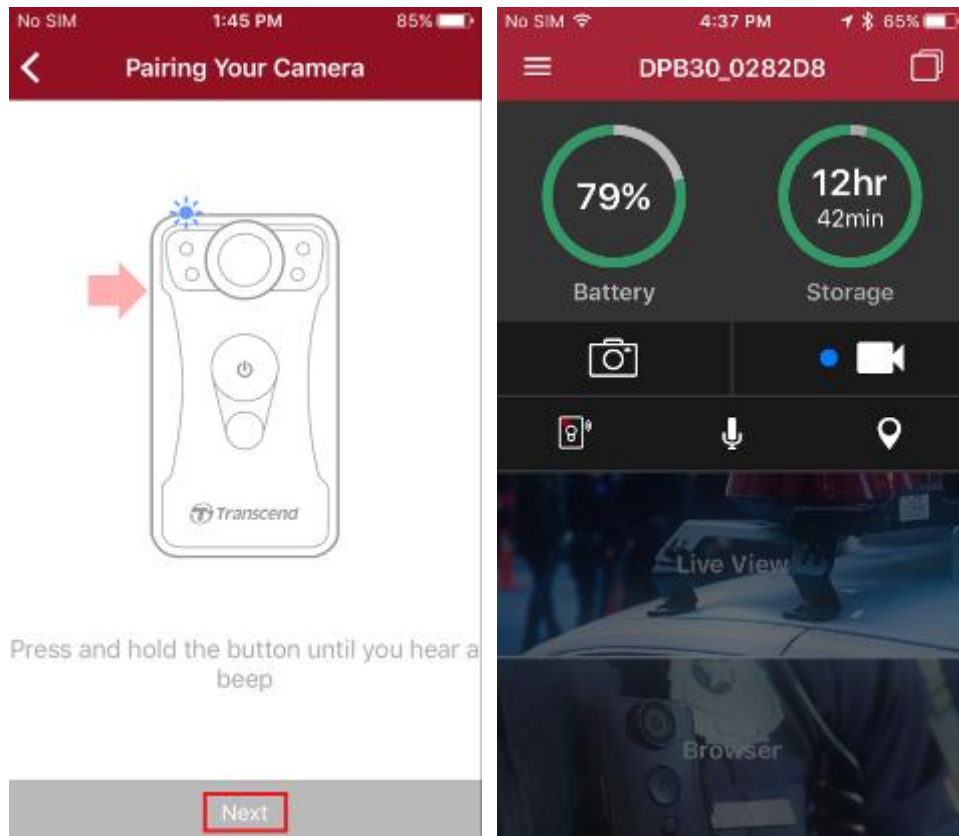 No SIM 1:45 PM 85%
Pairing Your Camera
Transcend
Press and hold the button until you hear a
beep
Next
No SIM 4:37 PM 65%
DPB30_0282D8
79%
12hr
42min
Battery Storage
Live View
Browser